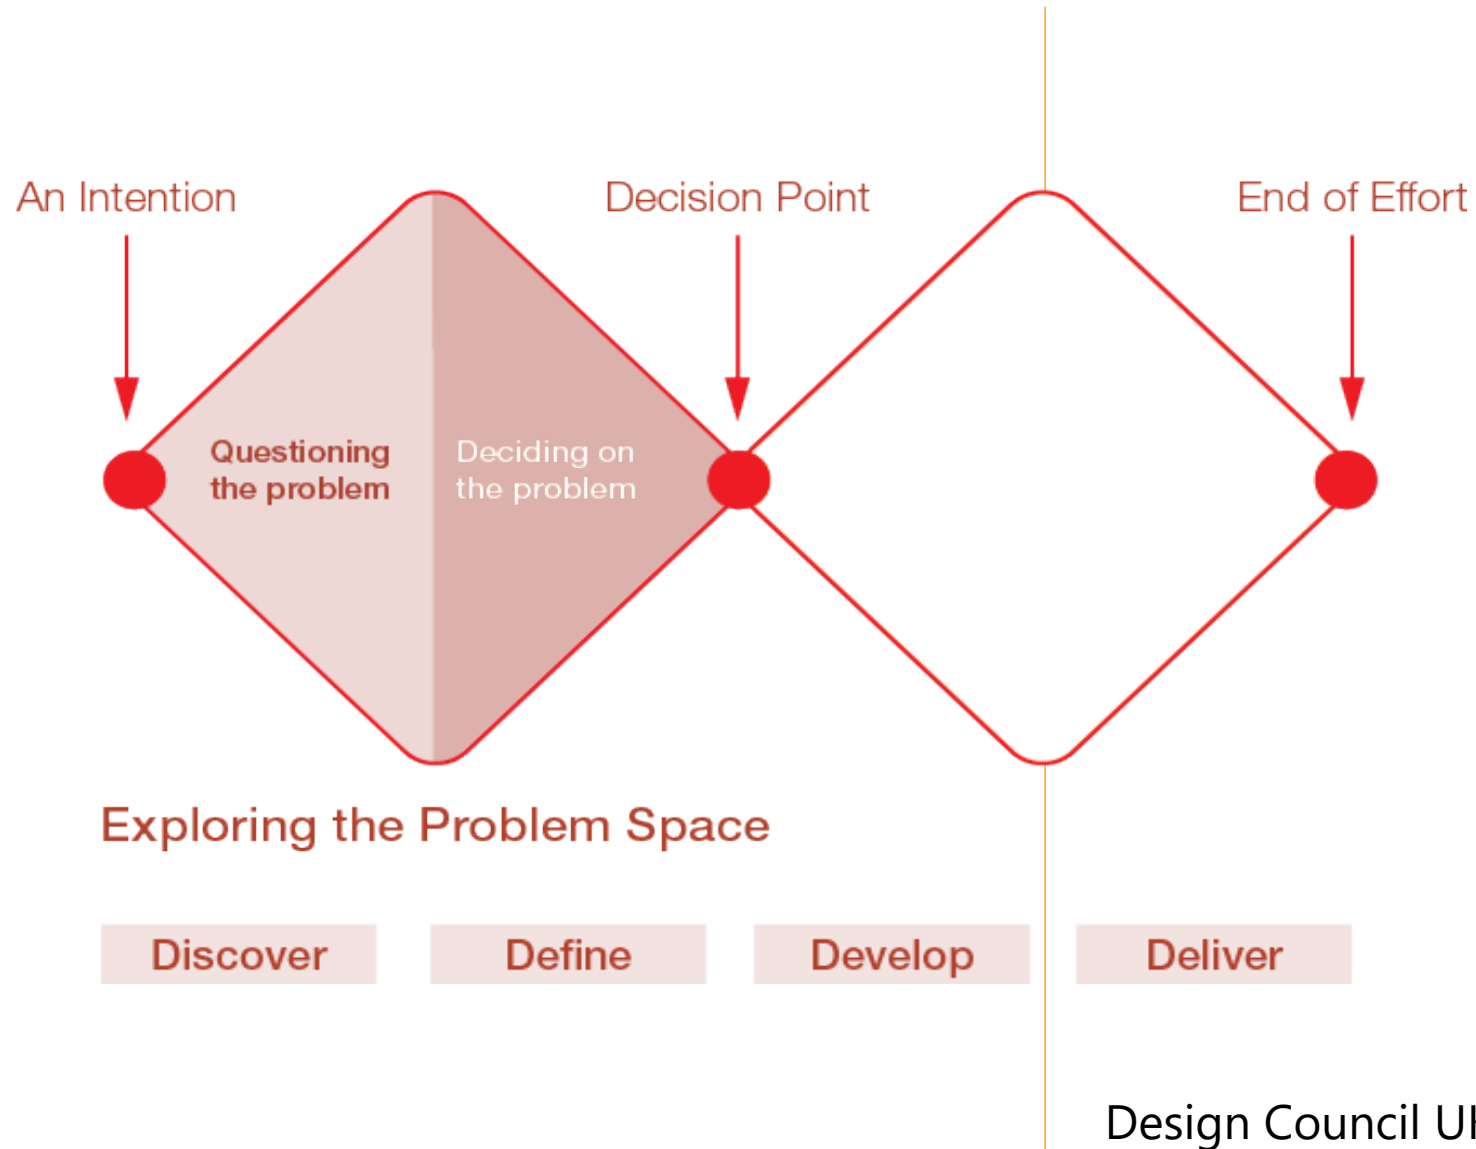 An Intention
Decision Point
End of Effort
Questioning
the problem
Deciding on
the problem
Exploring the Problem Space
Discover
Define
Develop
Deliver
Design Council